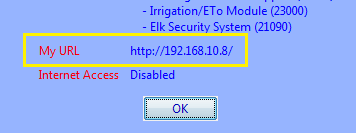 - Irrigation/ETo Module (23000)
- Elk Security System (21090)
My URL http://192.168.10.8/
Internet Access Disabled
OK